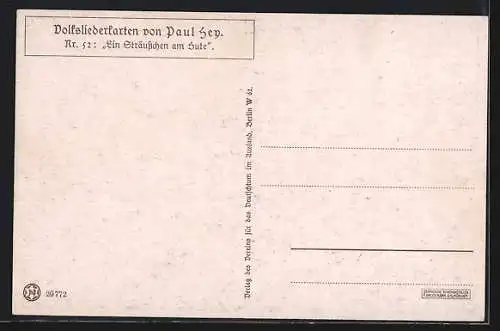 Volksliederkarten von Paul Hey.
Nr. 52: „Ein Sträußchen am Hute“.
Verlag des Vereins für das Deutschtum im Ausland, Berlin W 62.
20772